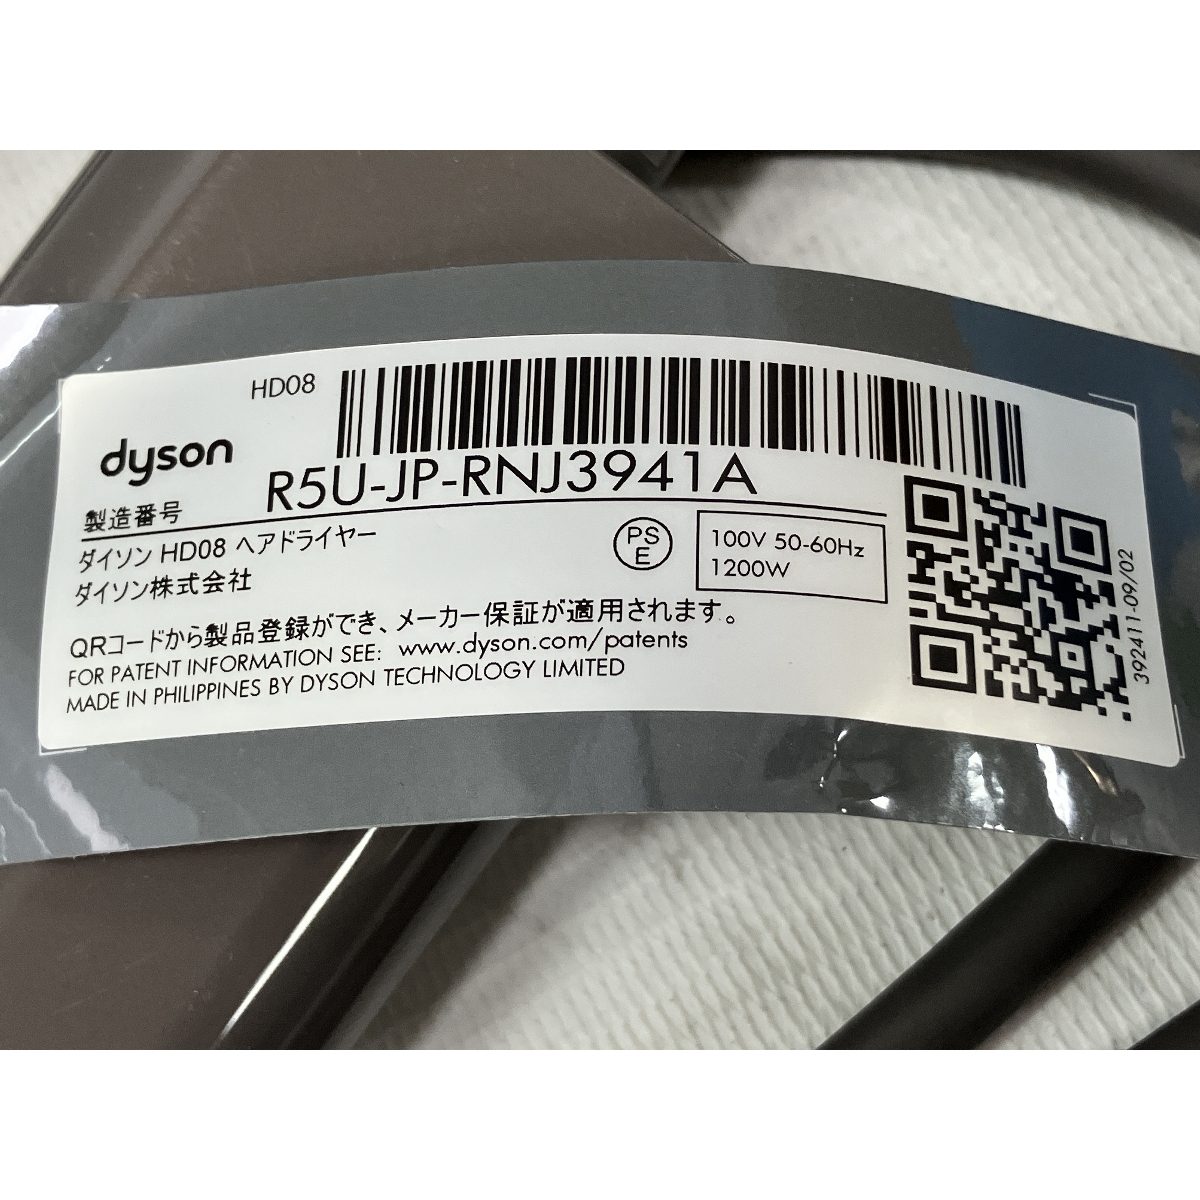 HD08
dyson
製造番号 R5U-JP-RNJ3941A
ダイソン HD08 ヘアドライヤー
ダイソン株式会社
PS
E
100V 50-60Hz
1200W
QRコードから製品登録ができ、メーカー保証が適用されます。
FOR PATENT INFORMATION SEE: www.dyson.com/patents
MADE IN PHILIPPINES BY DYSON TECHNOLOGY LIMITED
392411-09/02